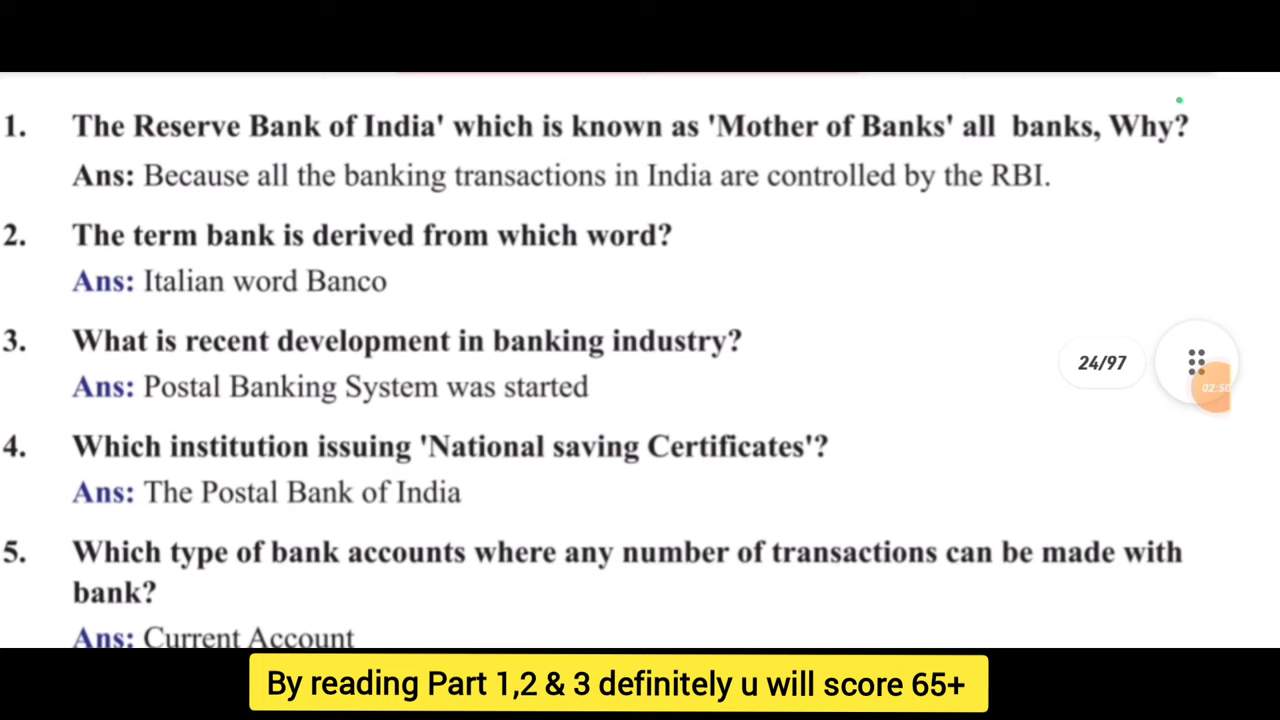 1. The Reserve Bank of India' which is known as 'Mother of Banks' all banks, Why?
Ans: Because all the banking transactions in India are controlled by the RBI.
2. The term bank is derived from which word?
Ans: Italian word Banco
3. What is recent development in banking industry?
24/97
Ans: Postal Banking System was started
02:50
4. Which institution issuing 'National saving Certificates'?
Ans: The Postal Bank of India
5. Which type of bank accounts where any number of transactions can be made with
bank?
Ans: Current Account
By reading Part 1,2 & 3 definitely u will score 65+